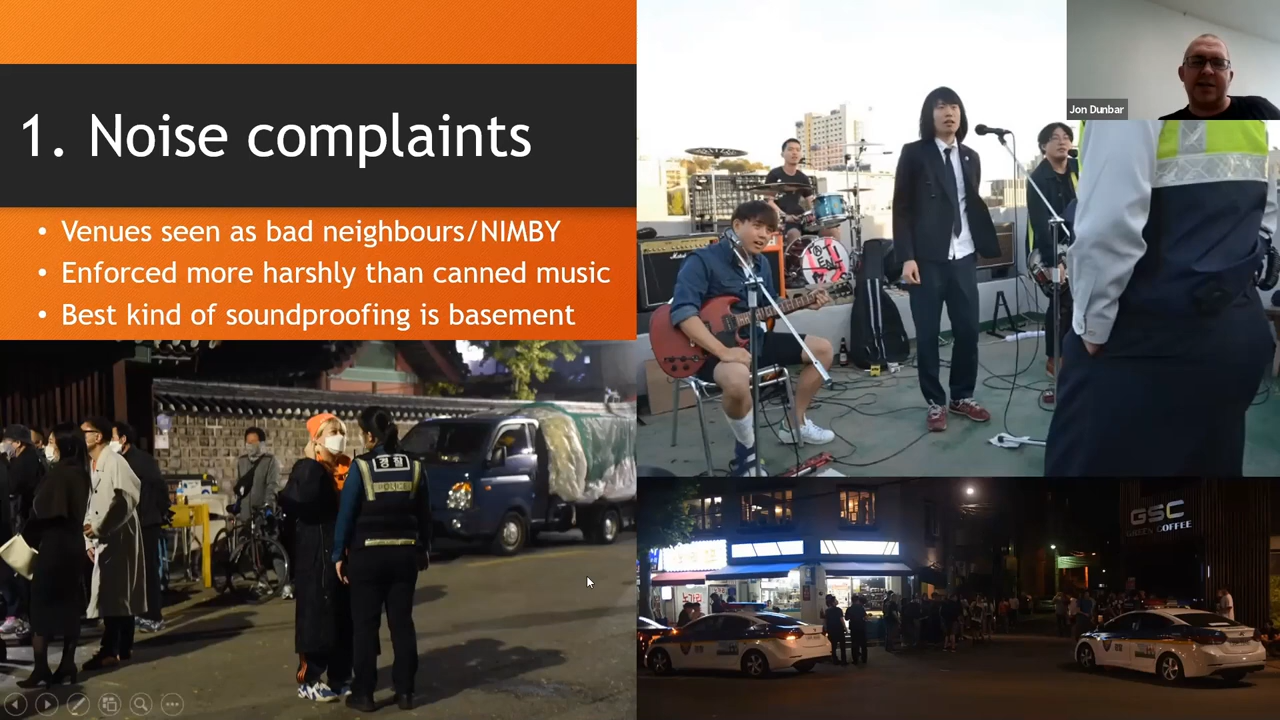 1. Noise complaints
• Venues seen as bad neighbours/NIMBY
• Enforced more harshly than canned music
• Best kind of soundproofing is basement
Jon Dunbar
Marshall
경찰
POLICE
GSC
GREEN COFFEE